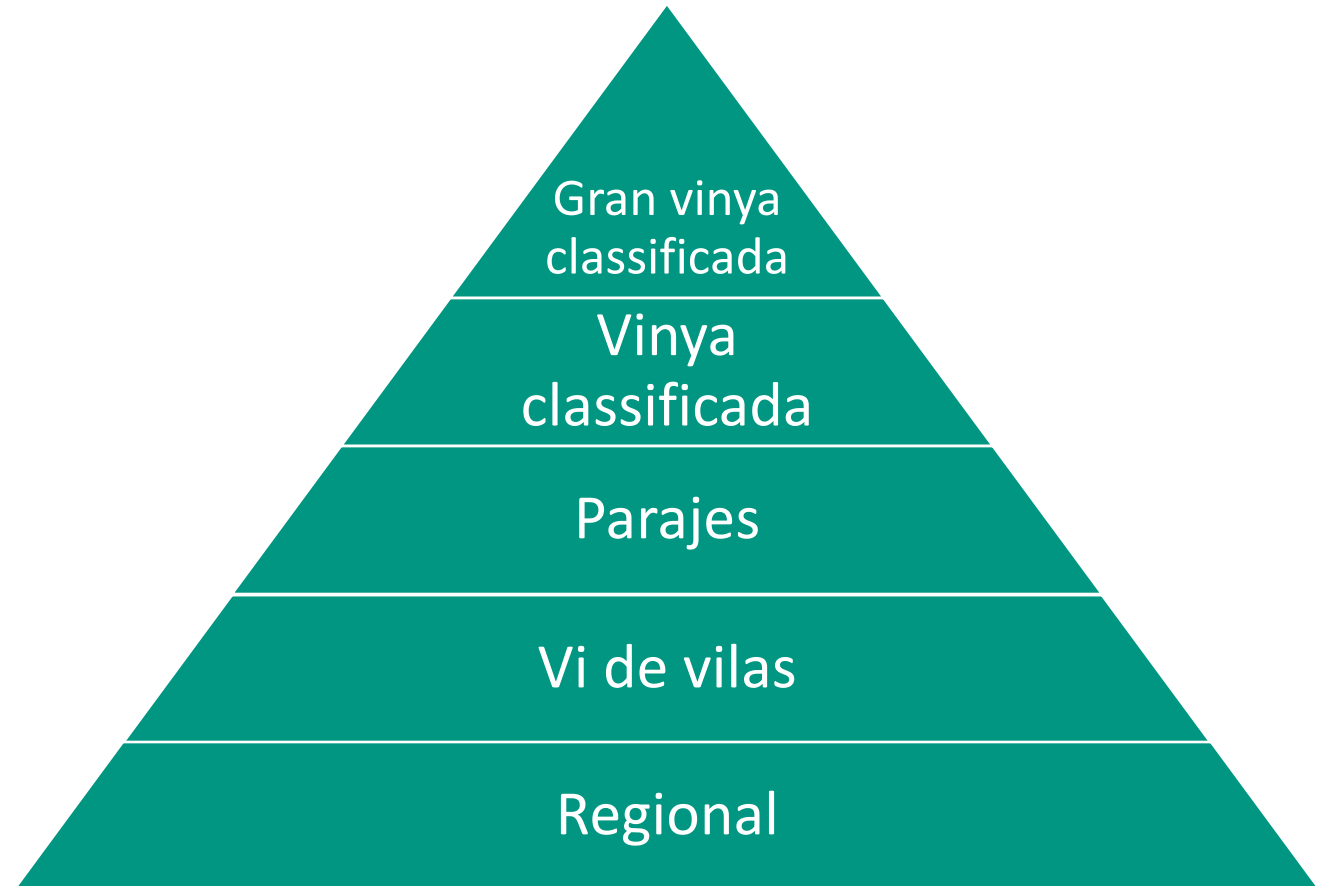 Gran vinya
classificada
Vinya
classificada
Parajes
Vi de vilas
Regional